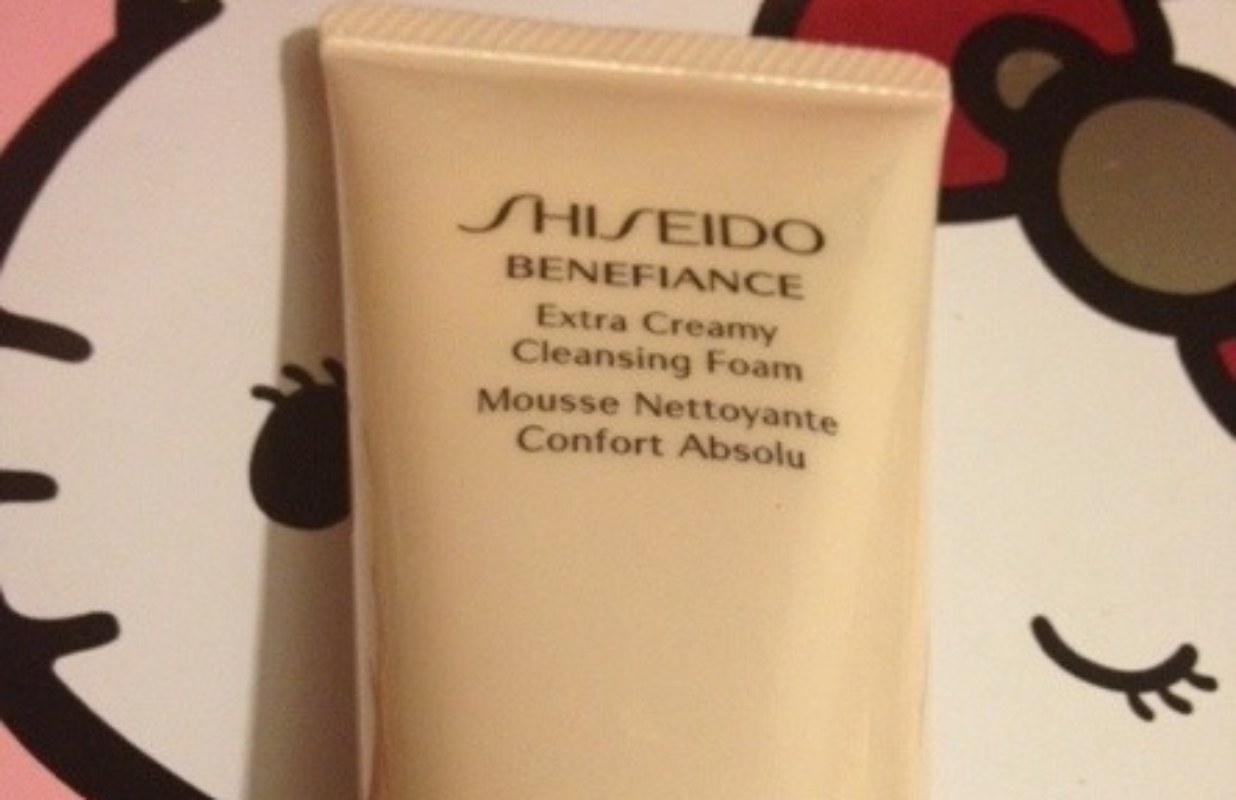 SHISEIDO
BENEFIANCE
Extra Creamy
Cleansing Foam
Mousse Nettoyante
Confort Absolu